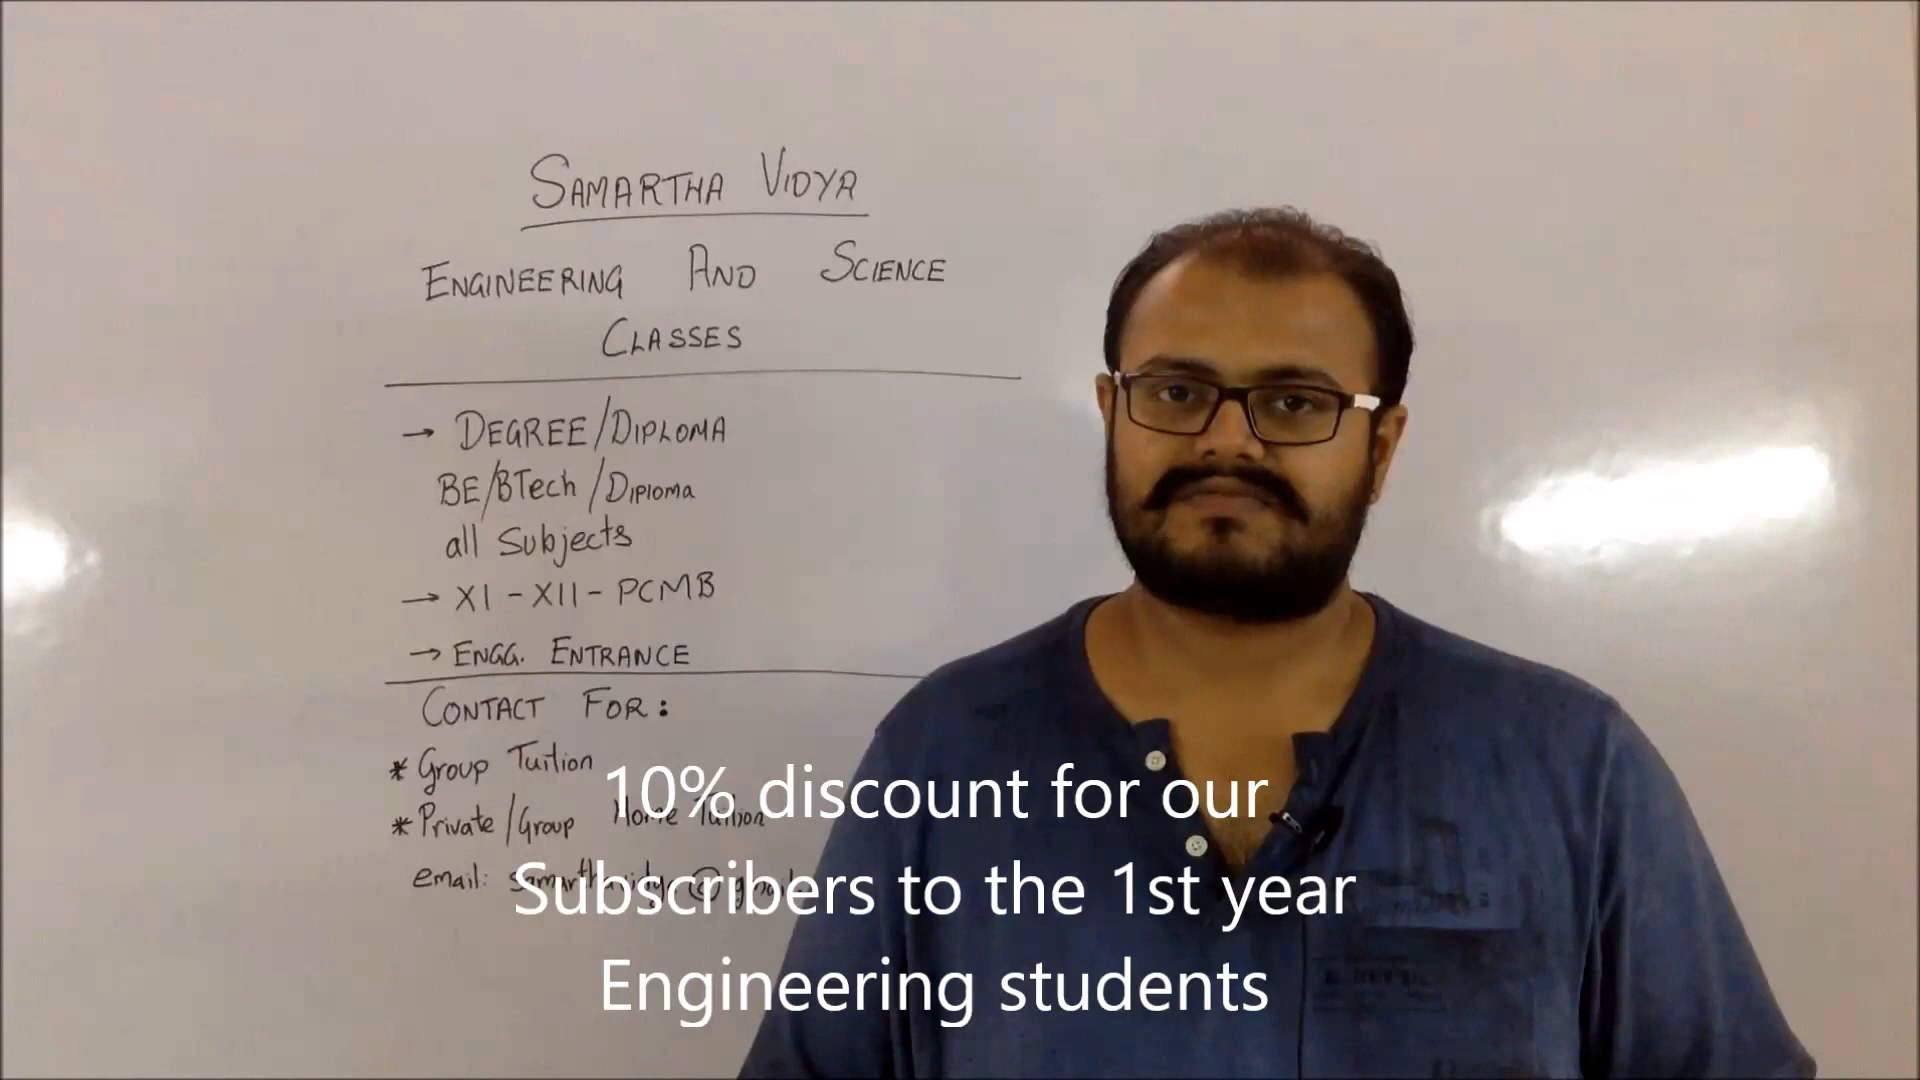 SAMARTHA VIDYA
ENGINEERING AND SCIENCE
CLASSES
→ DEGREE/DIPLOMA
BE/BTech/Diploma
all Subjects
→ XI-XII-PCMB
→ ENGG. ENTRANCE
CONTACT FOR:
* Group Tuition
* Private/Group Home Tuition
email: samarthavidya@
10% discount for our
Subscribers to the 1st year
Engineering students